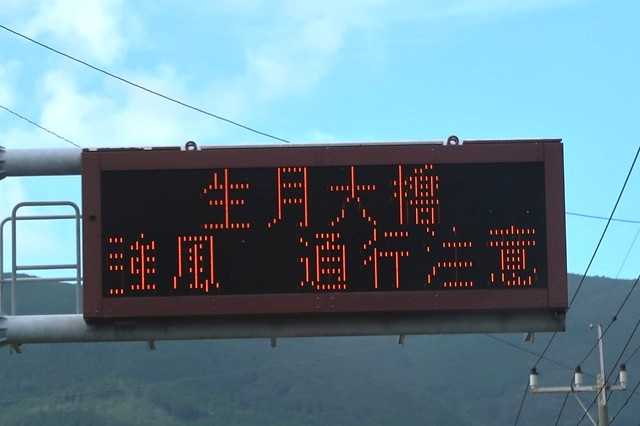 生月大橋
強風　通行注意